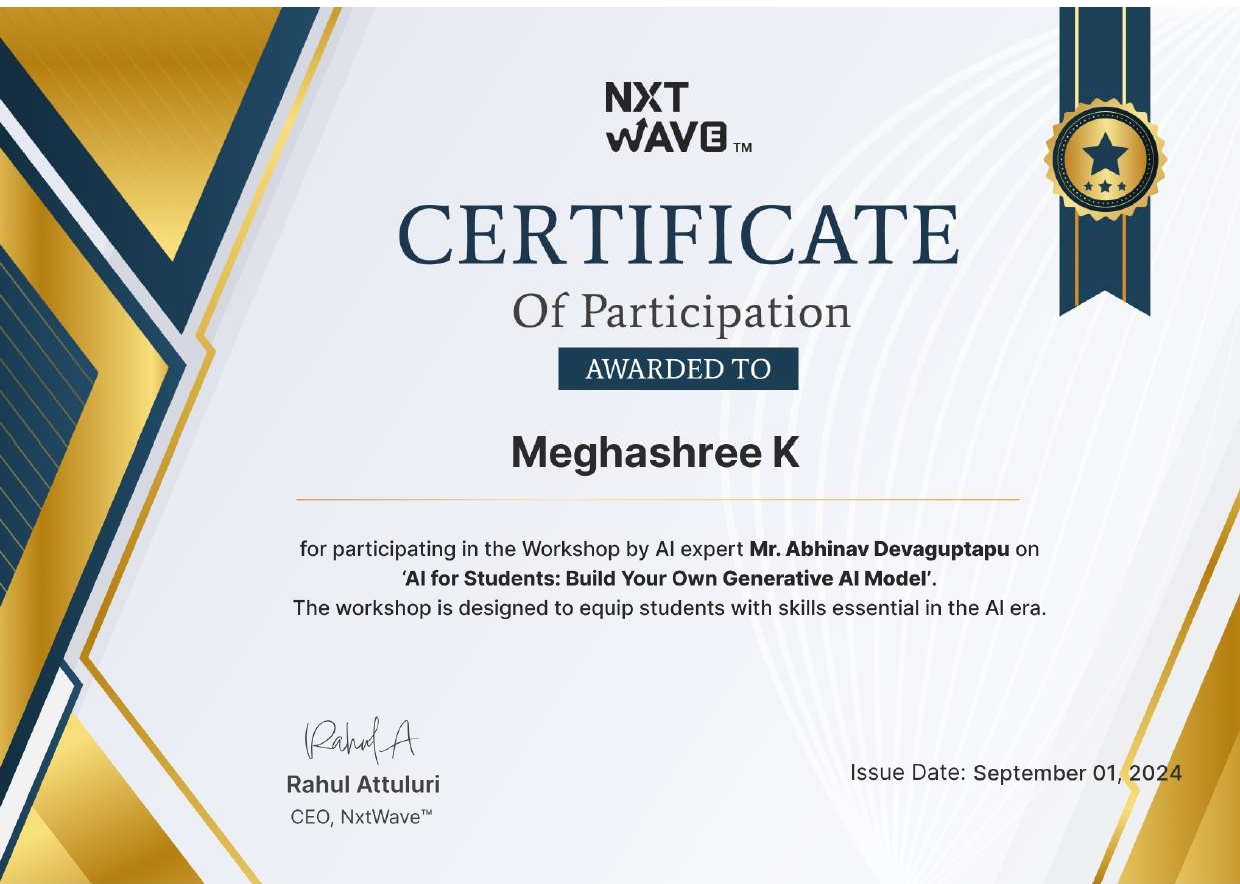 NXT
WAVE TM
CERTIFICATE
Of Participation
AWARDED TO
Meghashree K
for participating in the Workshop by AI expert Mr. Abhinav Devaguptapu on
‘AI for Students: Build Your Own Generative AI Model’.
The workshop is designed to equip students with skills essential in the AI era.
Rahul A
Rahul Attuluri
CEO, NxtWave™
Issue Date: September 01, 2024